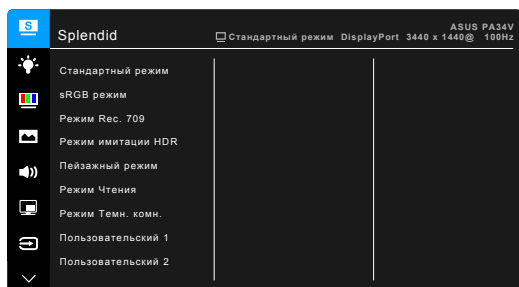 S
ASUS PA34V
Splendid
Стандартный режим DisplayPort 3440 x 1440@ 100Hz
Стандартный режим
sRGB режим
Режим Rec. 709
Режим имитации HDR
Пейзажный режим
Режим Чтения
Режим Темн. комн.
Пользовательский 1
Пользовательский 2